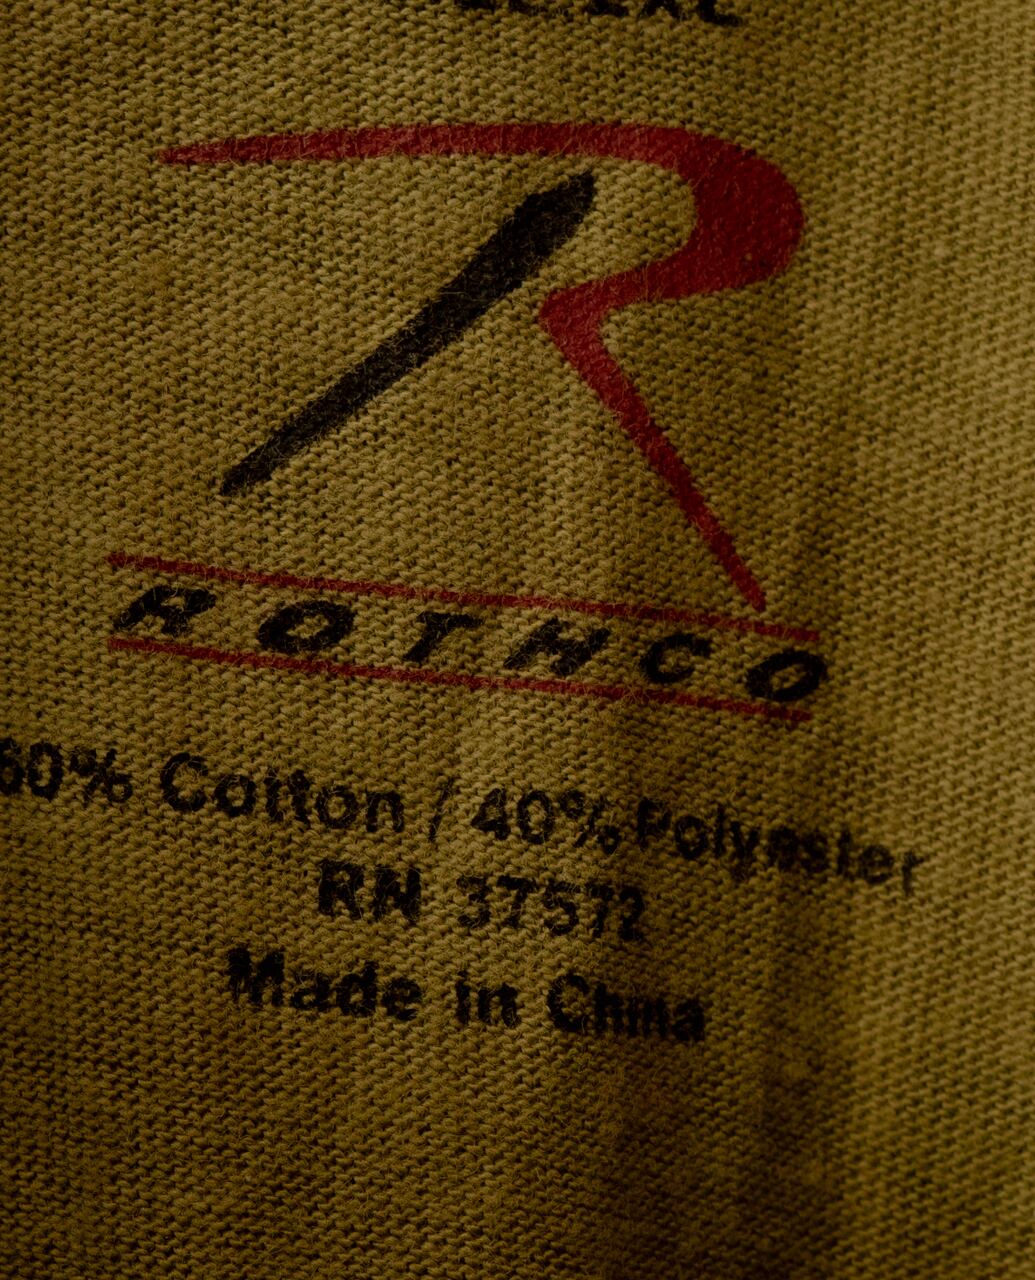 ROTHCO
60% Cotton / 40% Polyester
RN 37572
Made in China